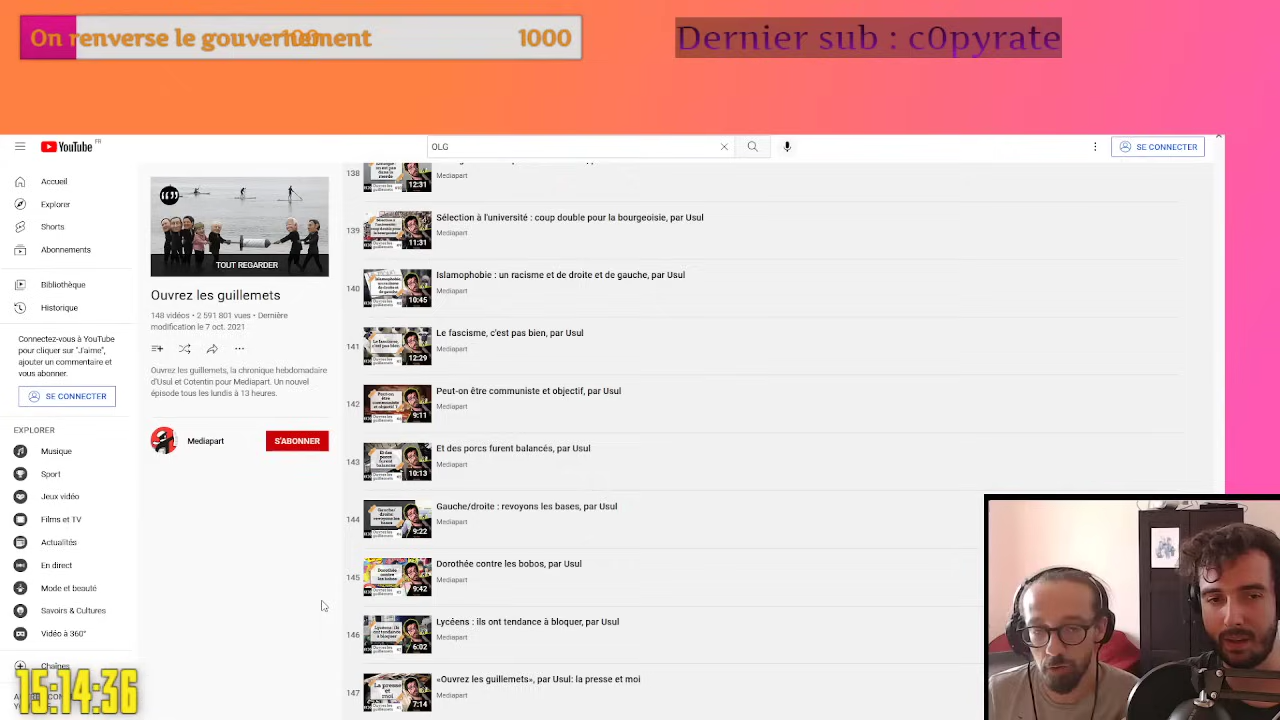 On renverse le gouvernement
100
1000
Dernier sub : c0pyrate
YouTube FR
OLG
SE CONNECTER
Accueil
Explorer
Shorts
Abonnements
Bibliothèque
Historique
Connectez-vous à YouTube
pour cliquer sur "J'aime",
ajouter un commentaire et
vous abonner.
SE CONNECTER
EXPLORER
Musique
Sport
Jeux vidéo
Films et TV
Actualités
En direct
Mode et beauté
Savoirs & Cultures
Vidéo à 360°
Chaînes
15:14:36
TOUT REGARDER
Ouvrez les guillemets
148 vidéos • 2 591 801 vues • Dernière
modification le 7 oct. 2021
Ouvrez les guillemets, la chronique hebdomadaire
d'Usul et Cotentin pour Mediapart. Un nouvel
épisode tous les lundis à 13 heures.
Mediapart
S'ABONNER
138
12:31
Mediapart
139
11:31
Sélection à l'université : coup double pour la bourgeoisie, par Usul
Mediapart
140
10:45
Islamophobie : un racisme et de droite et de gauche, par Usul
Mediapart
141
12:29
Le fascisme, c'est pas bien, par Usul
Mediapart
142
9:11
Peut-on être communiste et objectif, par Usul
Mediapart
143
10:13
Et des porcs furent balancés, par Usul
Mediapart
144
9:22
Gauche/droite : revoyons les bases, par Usul
Mediapart
145
9:42
Dorothée contre les bobos, par Usul
Mediapart
146
6:02
Lycéens : ils ont tendance à bloquer, par Usul
Mediapart
147
La presse
et
moi
7:14
«Ouvrez les guillemets», par Usul: la presse et moi
Mediapart